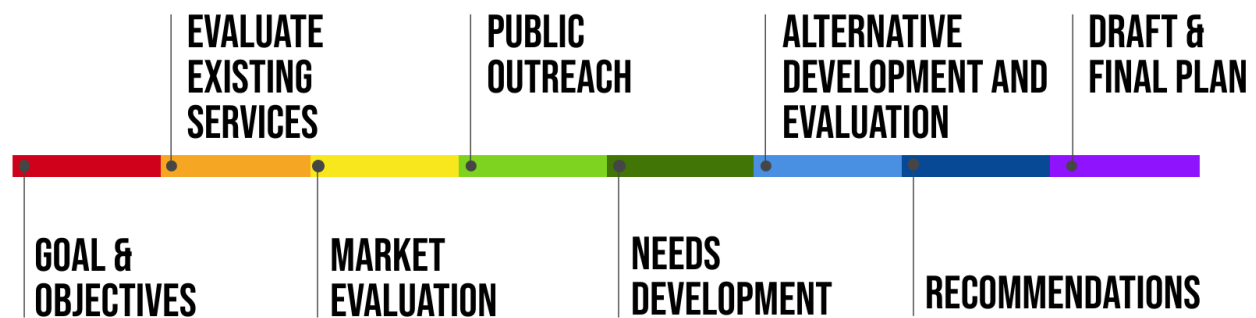 EVALUATE
EXISTING
SERVICES
PUBLIC
OUTREACH
ALTERNATIVE
DEVELOPMENT AND
EVALUATION
DRAFT &
FINAL PLAN
GOAL &
OBJECTIVES
MARKET
EVALUATION
NEEDS
DEVELOPMENT
RECOMMENDATIONS